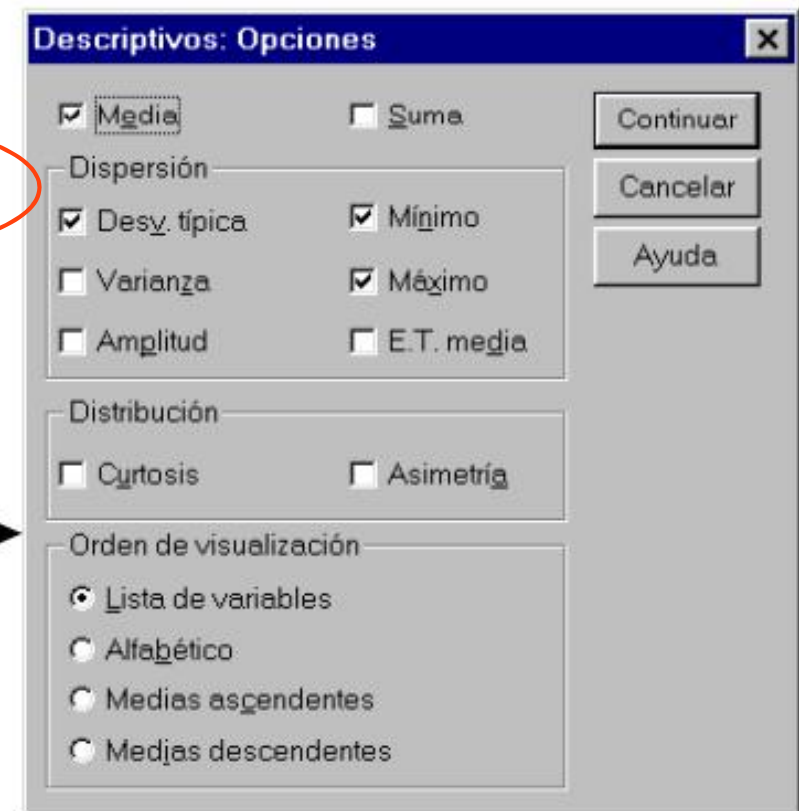 Descriptivos: Opciones
Media Suma Continuar
Dispersión Cancelar
Desv. típica Mínimo
Varianza Máximo Ayuda
Amplitud E.T. media
Distribución
Curtosis Asimetría
Orden de visualización
Lista de variables
Alfabético
Medias ascendentes
Medias descendentes